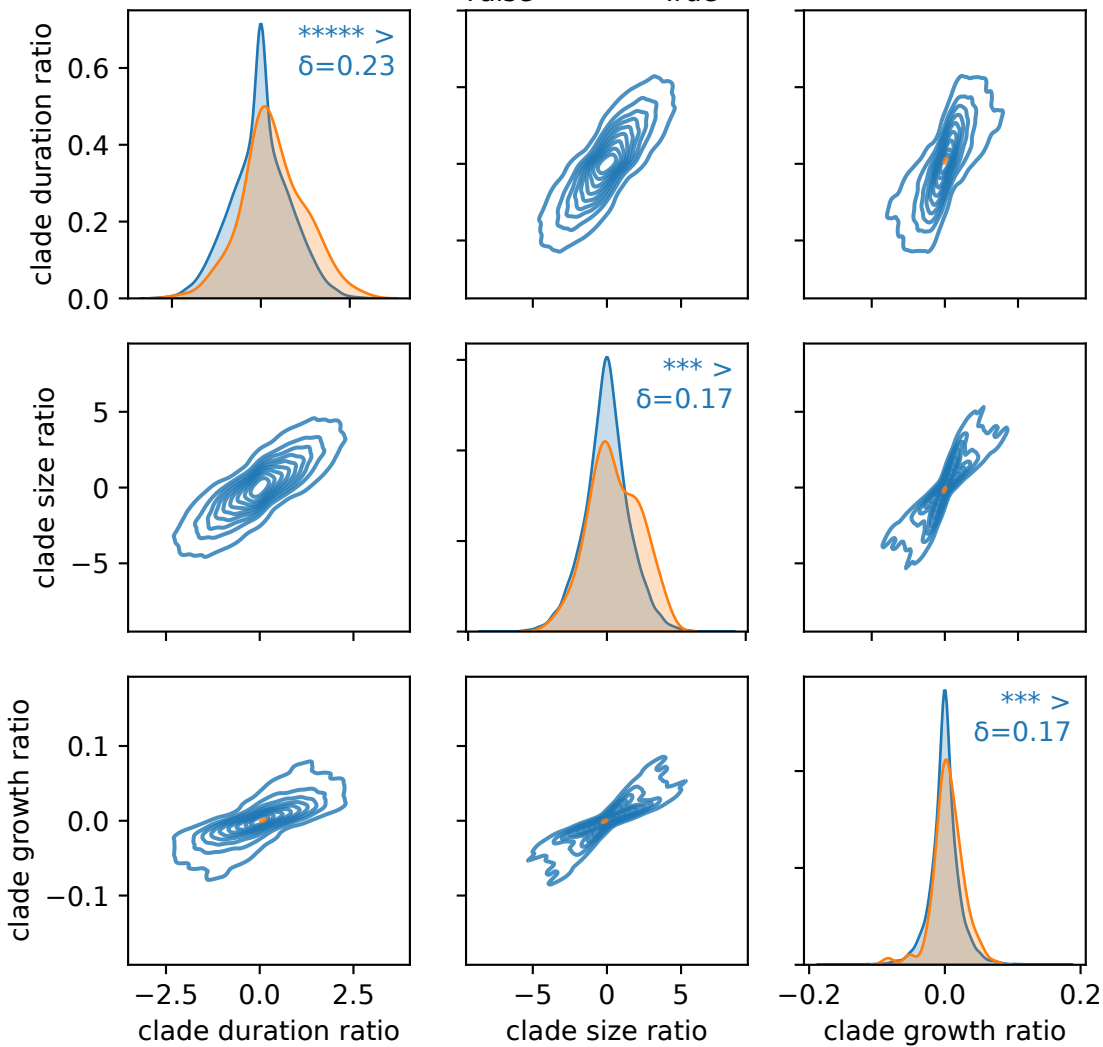 ***** >
δ=0.23
clade duration ratio
0.6
0.4
0.2
0.0
*** >
δ=0.17
clade size ratio
5
0
−5
*** >
δ=0.17
clade growth ratio
0.1
0.0
−0.1
−2.5 0.0 2.5
−5 0 5
−0.2 0.0 0.2
clade duration ratio
clade size ratio
clade growth ratio